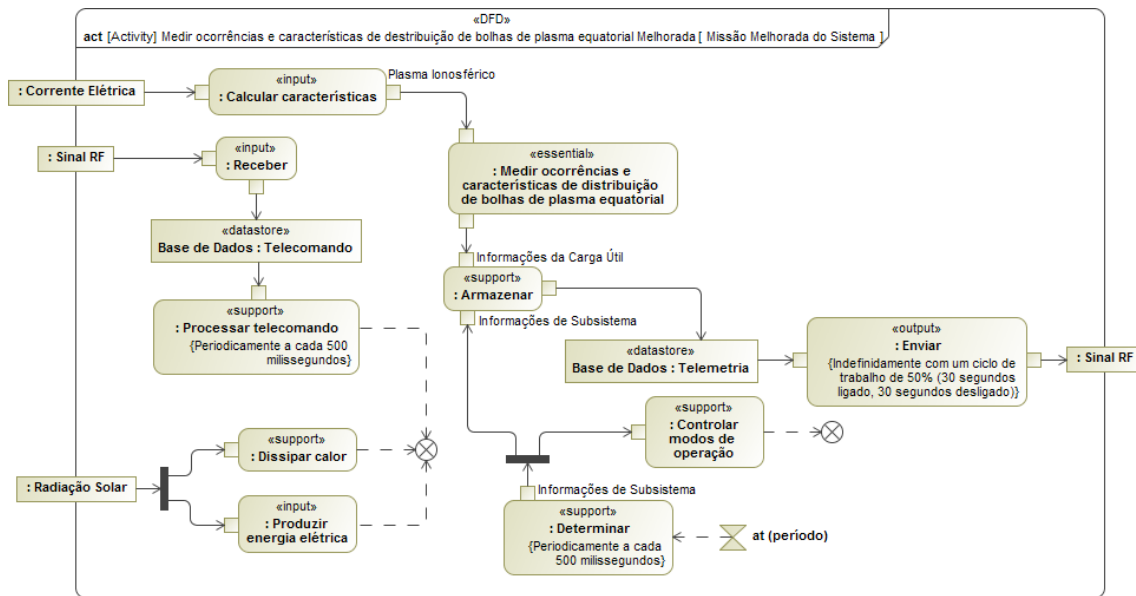 «DFD»
act [Activity] Medir ocorrências e características de destribuição de bolhas de plasma equatorial Melhorada [ Missão Melhorada do Sistema ]
: Corrente Elétrica
«input»
: Calcular características
Plasma Ionosférico
: Sinal RF
«input»
: Receber
«essential»
: Medir ocorrências e
características de distribuição
de bolhas de plasma equatorial
«datastore»
Base de Dados : Telecomando
Informações da Carga Útil
«support»
: Armazenar
Informações de Subsistema
«support»
: Processar telecomando
{Periodicamente a cada 500
milissegundos}
«datastore»
Base de Dados : Telemetria
«output»
: Enviar
{Indefinidamente com um ciclo de
trabalho de 50% (30 segundos
ligado, 30 segundos desligado)}
: Sinal RF
«support»
: Controlar
modos de
operação
«support»
: Dissipar calor
: Radiação Solar
«input»
: Produzir
energia elétrica
Informações de Subsistema
«support»
: Determinar
{Periodicamente a cada
500 milissegundos}
at (período)